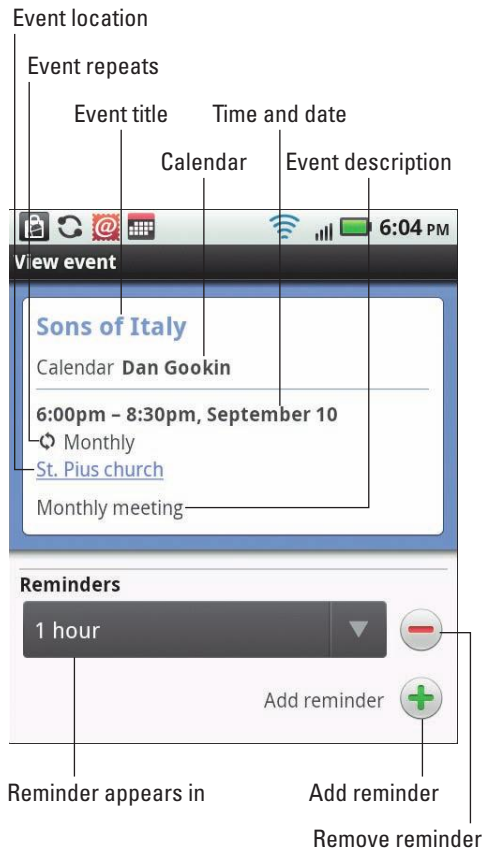 Event location
Event repeats
Event title
Time and date
Calendar
Event description
6:04 PM
View event
Sons of Italy
Calendar Dan Gookin
6:00pm – 8:30pm, September 10
Monthly
St. Pius church
Monthly meeting
Reminders
1 hour
Add reminder
Reminder appears in
Add reminder
Remove reminder